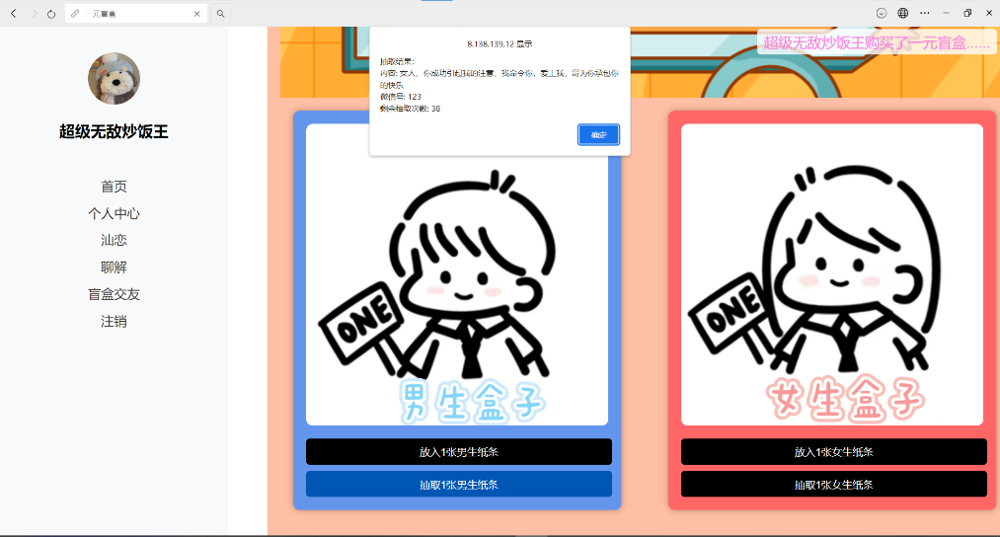 一元盲盒
超级无敌炒饭王
首页
个人中心
汕恋
聊解
盲盒交友
注销
8.138.139.12 显示
抽取结果:
内容: 女人，你成功引起我的注意，我命令你，爱上我，哥为你承包你
的快乐
微信号: 123
剩余抽取次数: 38
确定
超级无敌炒饭王购买了一元盲盒......
ONE
男生盒子
放入1张男生纸条
抽取1张男生纸条
ONE
女生盒子
放入1张女生纸条
抽取1张女生纸条